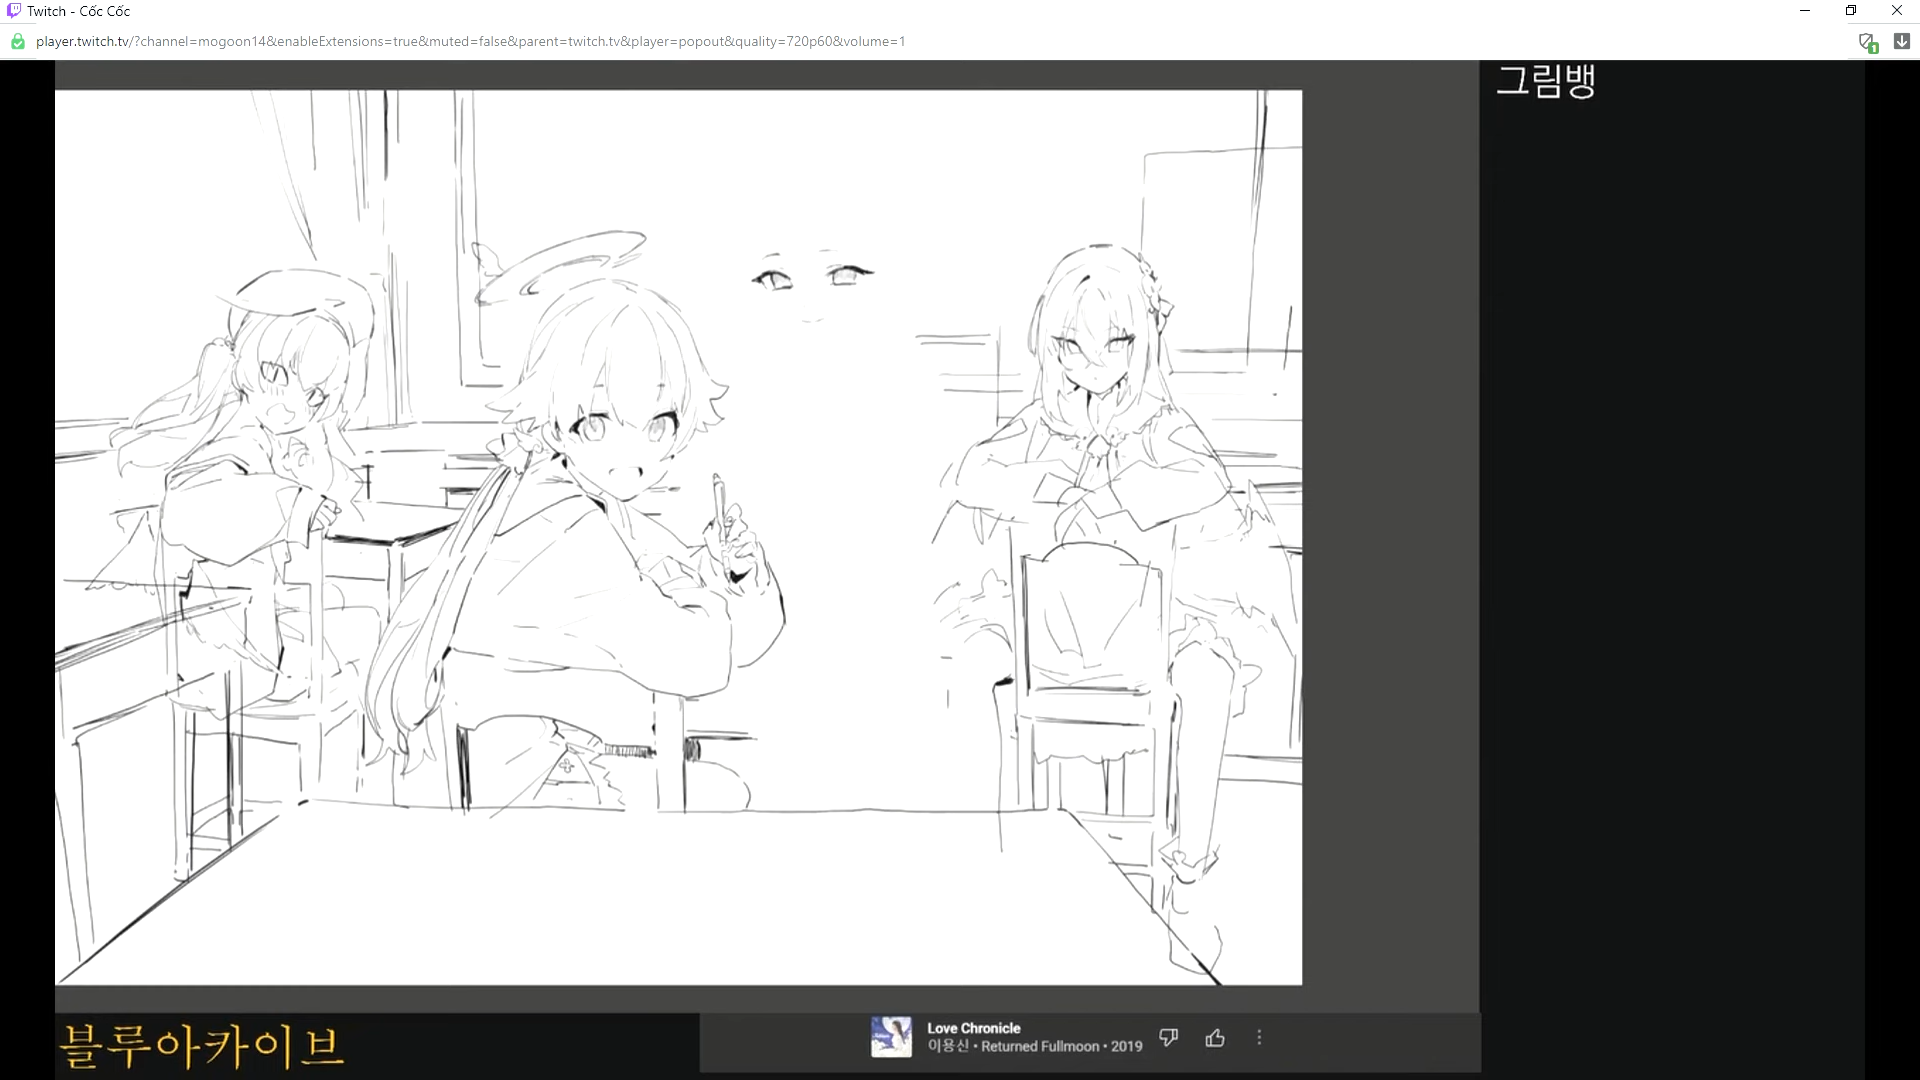 Twitch - Cốc Cốc
player.twitch.tv/?channel=mogoon14&enableExtensions=true&muted=false&parent=twitch.tv&player=popout&quality=720p60&volume=1
1
그림뱅
블루아카이브
Love Chronicle
이용신 • Returned Fullmoon • 2019